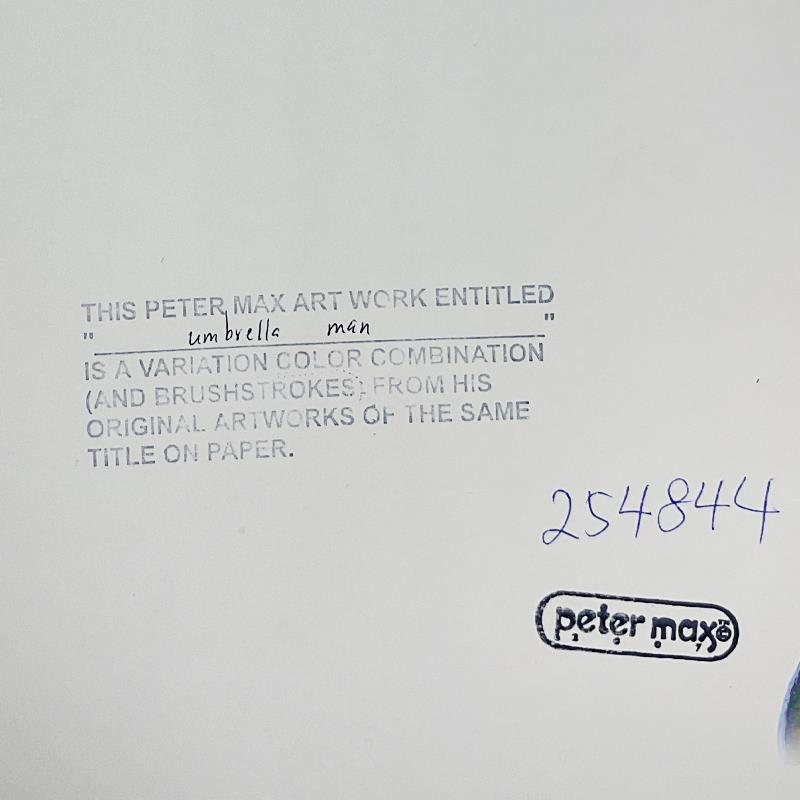 THIS PETER MAX ART WORK ENTITLED
" umbrella man "
IS A VARIATION COLOR COMBINATION
(AND BRUSHSTROKES) FROM HIS
ORIGINAL ARTWORKS OF THE SAME
TITLE ON PAPER.
254844
peter max™©